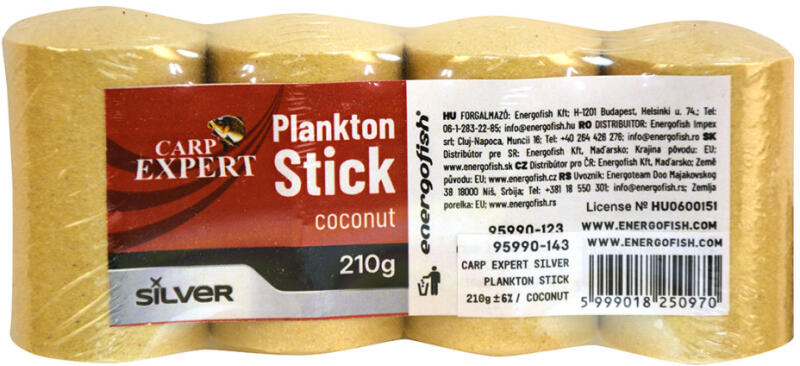 CARP
EXPERT
Plankton
Stick
coconut
210g
SILVER
energofish®
HU FORGALMAZÓ: Energofish Kft; H-1201 Budapest, Helsinki u. 74.; Tel:
06-1-283-22-85; info@energofish.hu RO DISTRIBUITOR: Energofish Impex
srl; Cluj-Napoca, Muncii 16; Tel: +40 264 426 276; info@energofish.ro SK
Distribútor pre SR: Energofish Kft, Maďarsko; Krajina pôvodu: EU;
www.energofish.sk CZ Distributor pro ČR: Energofish Kft, Maďarsko; Země
původu: EU; www.energofish.cz RS Uvoznik: Energoteam Doo Majakovskog
38 18000 Niš, Srbija; Tel: +381 18 550 301; info@energofish.rs; Zemlja
porekla: EU; www.energofish.rs
License № HU0600151
95990-123 WWW.ENERGOFISH.COM
95990-143 WWW.ENERGOFISH.COM
CARP EXPERT SILVER
PLANKTON STICK
210g ±6% / COCONUT
5 999018 250970